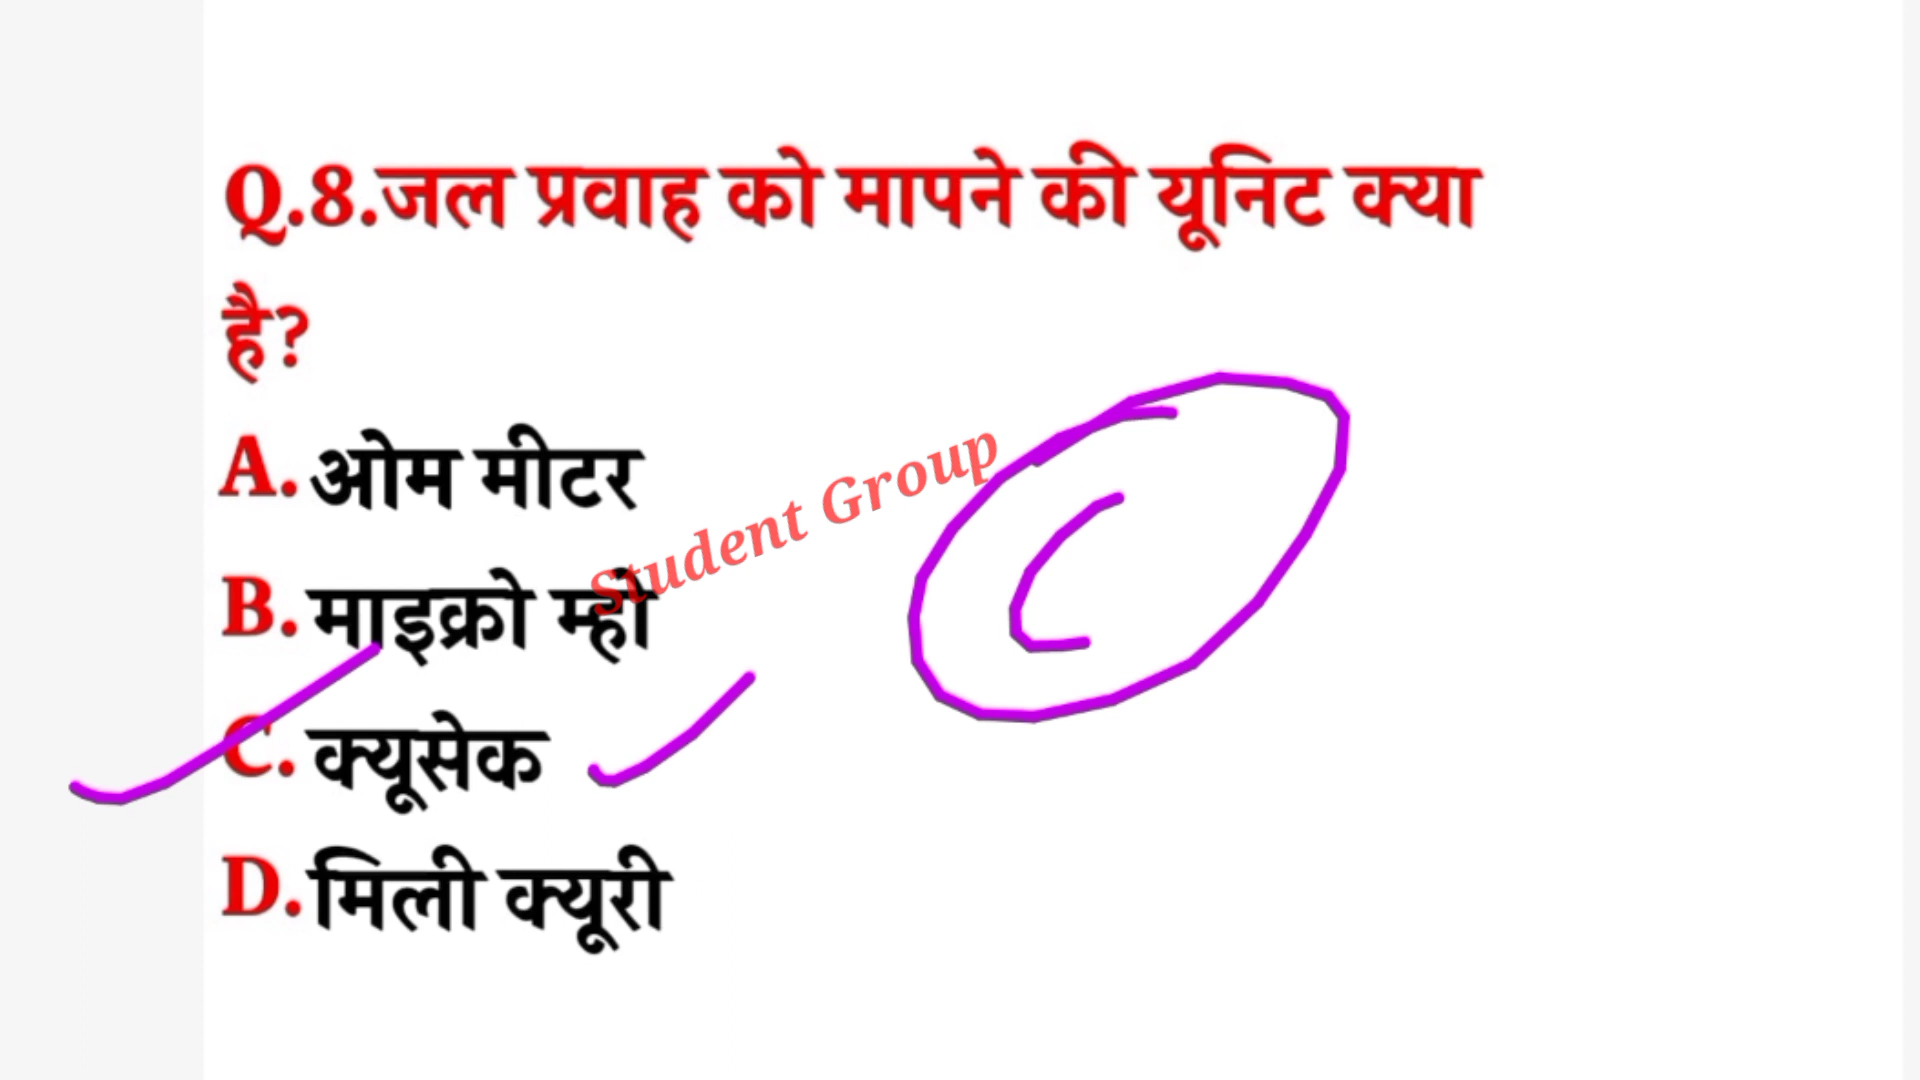 Q.8.जल प्रवाह को मापने की यूनिट क्या
है?
A. ओम मीटर
Student Group
B. माइक्रो म्हो
C. क्यूसेक
D. मिली क्यूरी
C